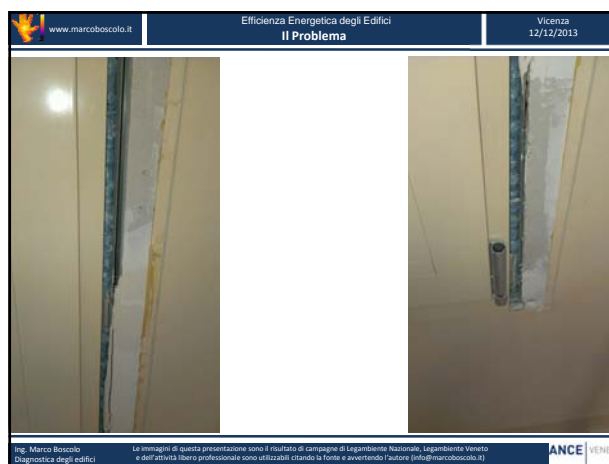 www.marcoboscolo.it
Efficienza Energetica degli Edifici
Il Problema
Vicenza
12/12/2013
Ing. Marco Boscolo
Diagnostica degli edifici
Le immagini di questa presentazione sono il risultato di campagne di Legambiente Nazionale, Legambiente Veneto
e dell'attività libero professionale sono utilizzabili citando la fonte e avvertendo l'autore (info@marcoboscolo.it)
ANCE